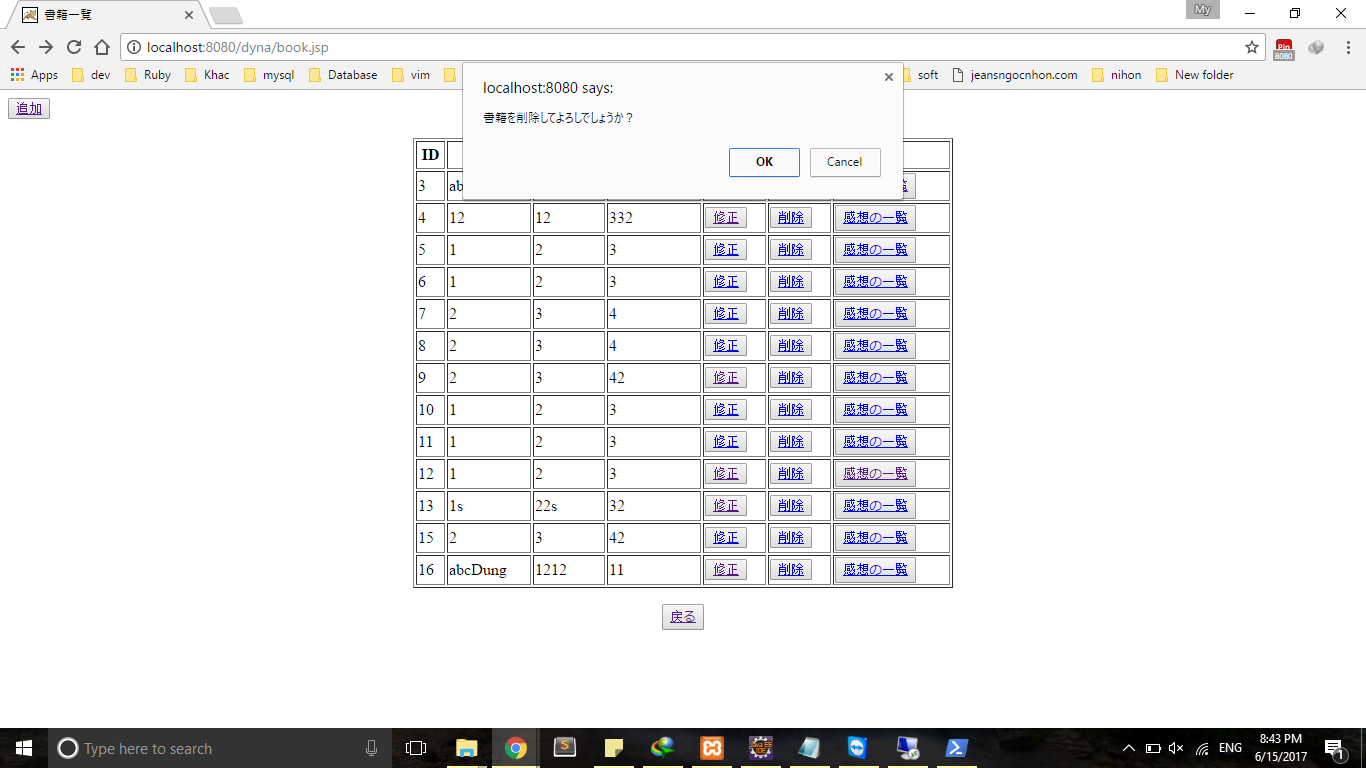 書籍一覧
My
localhost:8080/dyna/book.jsp
Pin
8080
Apps dev Ruby Khac mysql Database vim soft jeansngocnhon.com nihon New folder
追加
localhost:8080 says:
書籍を削除してよろしでしょうか？
OK Cancel
ID
3 ab
4 12 12 332 修正 削除 感想の一覧
5 1 2 3 修正 削除 感想の一覧
6 1 2 3 修正 削除 感想の一覧
7 2 3 4 修正 削除 感想の一覧
8 2 3 4 修正 削除 感想の一覧
9 2 3 42 修正 削除 感想の一覧
10 1 2 3 修正 削除 感想の一覧
11 1 2 3 修正 削除 感想の一覧
12 1 2 3 修正 削除 感想の一覧
13 1s 22s 32 修正 削除 感想の一覧
15 2 3 42 修正 削除 感想の一覧
16 abcDung 1212 11 修正 削除 感想の一覧
戻る
Type here to search
ENG
8:43 PM
6/15/2017
1